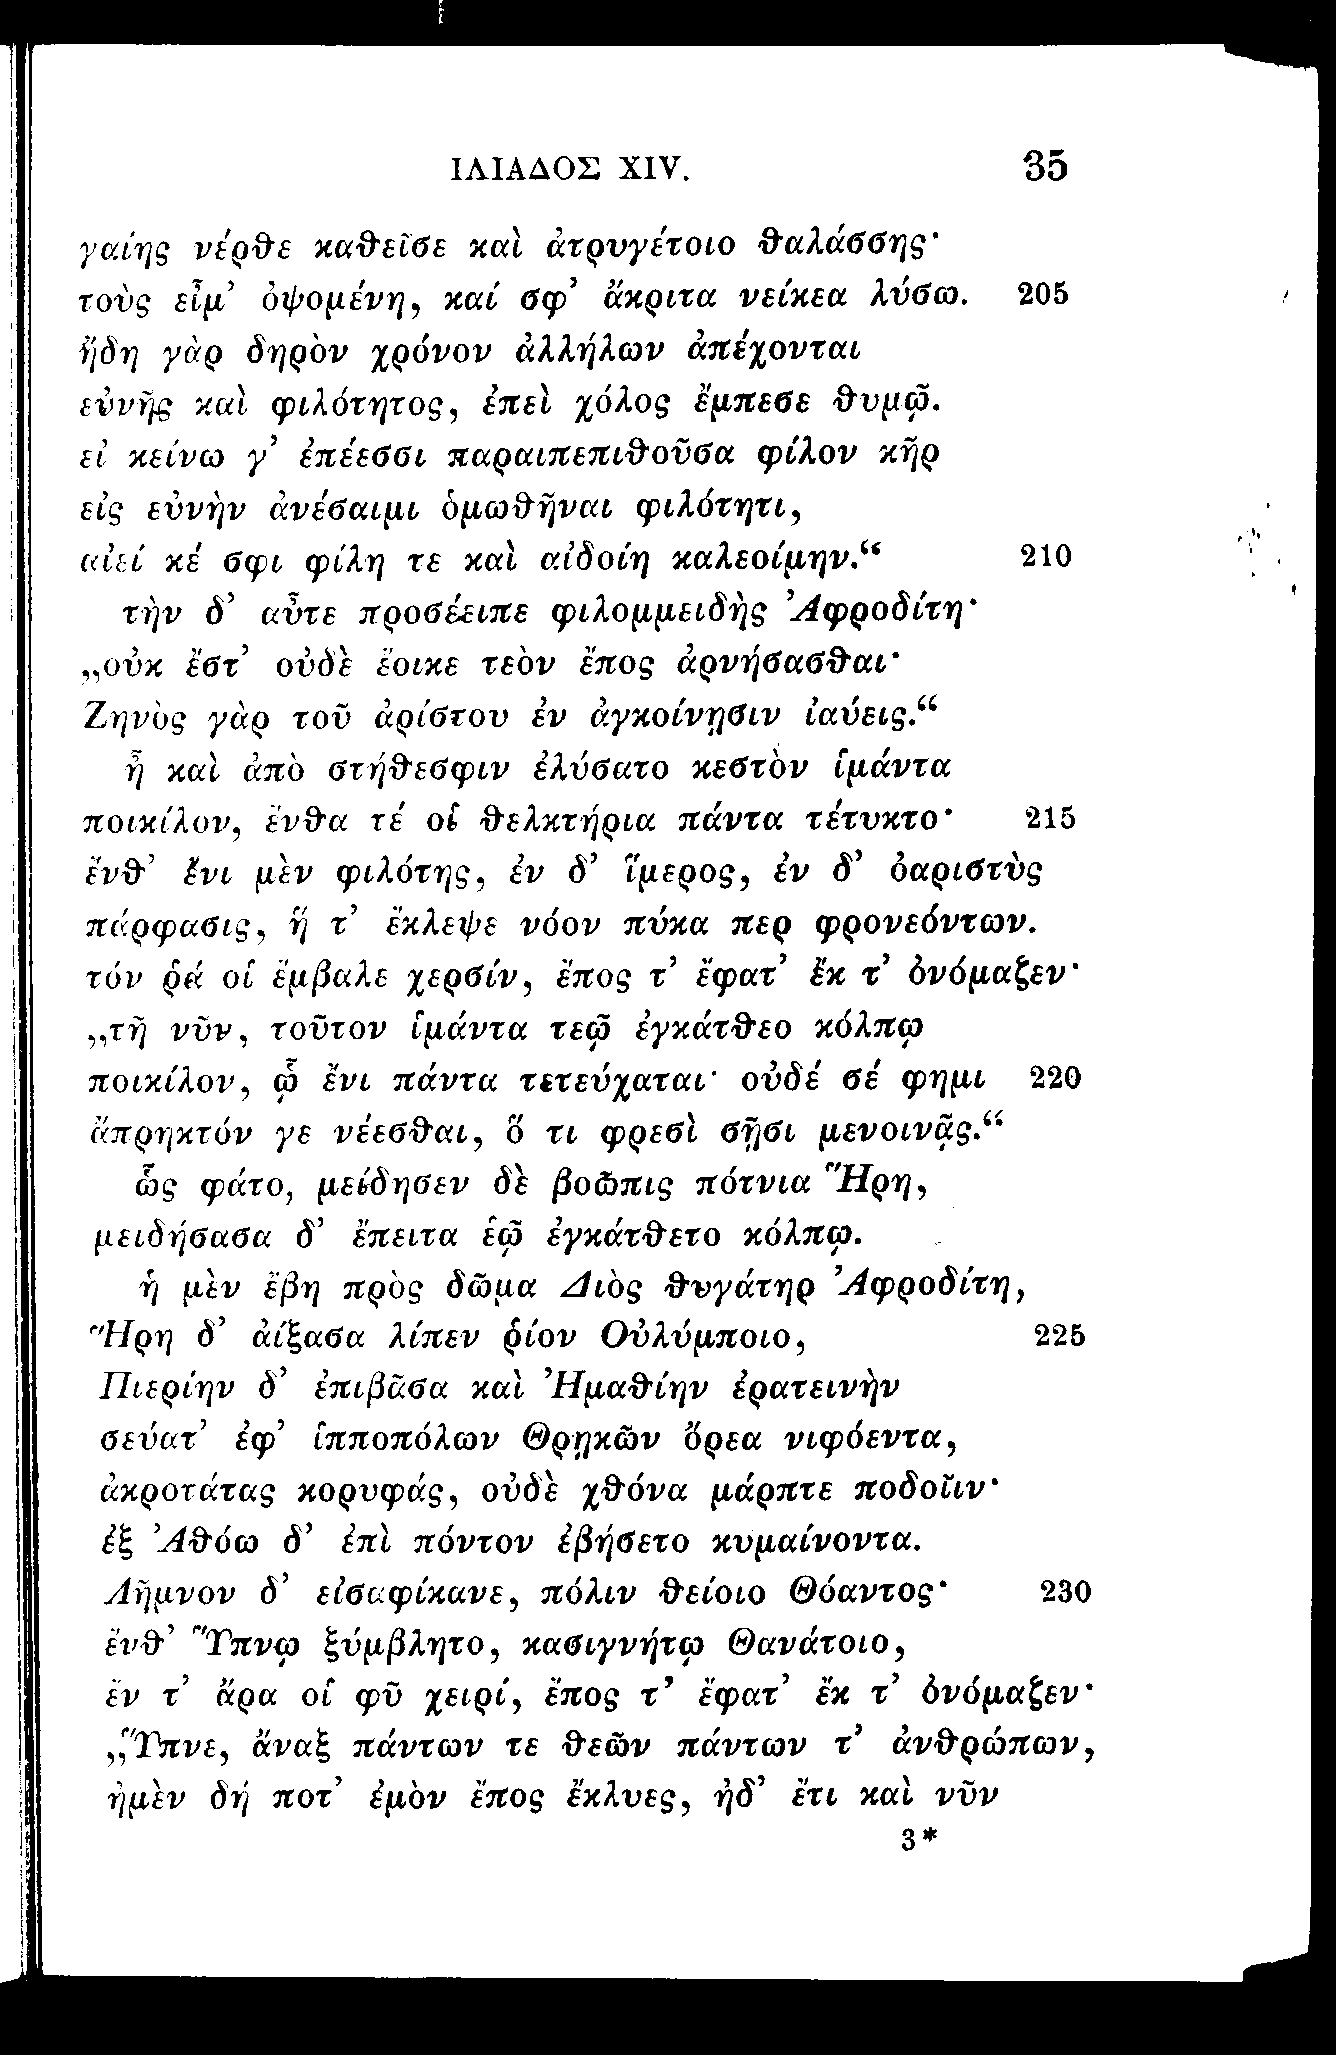 ΙΛΙΑΔΟΣ XIV. 35
γαίης νέρθε καθεῖσε καὶ ἀτρυγέτοιο θαλάσσης·
τοὺς εἶμ’ ὀψομένη, καί σφ’ ἄκριτα νείκεα λύσω. 205
ἤδη γὰρ δηρὸν χρόνον ἀλλήλων ἀπέχονται
εὐνῆς καὶ φιλότητος, ἐπεὶ χόλος ἔμπεσε θυμῷ.
εἰ κείνω γ’ ἐπέεσσι παραιπεπιθοῦσα φίλον κῆρ
εἰς εὐνὴν ἀνέσαιμι ὁμωθῆναι φιλότητι,
αἰεί κέ σφι φίλη τε καὶ αἰδοίη καλεοίμην.“ 210
τὴν δ’ αὖτε προσέειπε φιλομμειδὴς Ἀφροδίτη·
„οὐκ ἔστ’ οὐδὲ ἔοικε τεὸν ἔπος ἀρνήσασθαι·
Ζηνὸς γὰρ τοῦ ἀρίστου ἐν ἀγκοίνῃσιν ἰαύεις.“
ἦ καὶ ἀπὸ στήθεσφιν ἐλύσατο κεστὸν ἱμάντα
ποικίλον, ἔνθα τέ οἱ θελκτήρια πάντα τέτυκτο· 215
ἔνθ’ ἔνι μὲν φιλότης, ἐν δ’ ἵμερος, ἐν δ’ ὀαριστὺς
πάρφασις, ἥ τ’ ἔκλεψε νόον πύκα περ φρονεόντων.
τόν ῥά οἱ ἔμβαλε χερσίν, ἔπος τ’ ἔφατ’ ἔκ τ’ ὀνόμαζεν·
„τῆ νῦν, τοῦτον ἱμάντα τεῷ ἐγκάτθεο κόλπῳ
ποικίλον, ᾧ ἔνι πάντα τετεύχαται· οὐδέ σέ φημι 220
ἄπρηκτόν γε νέεσθαι, ὅ τι φρεσὶ σῇσι μενοινᾷς.“
ὣς φάτο, μείδησεν δὲ βοῶπις πότνια Ἥρη,
μειδήσασα δ’ ἔπειτα ἑῷ ἐγκάτθετο κόλπῳ.
ἡ μὲν ἔβη πρὸς δῶμα Διὸς θυγάτηρ Ἀφροδίτη,
Ἥρη δ’ ἀίξασα λίπεν ῥίον Οὐλύμποιο, 225
Πιερίην δ’ ἐπιβᾶσα καὶ Ἠμαθίην ἐρατεινὴν
σεύατ’ ἐφ’ ἱπποπόλων Θρῃκῶν ὄρεα νιφόεντα,
ἀκροτάτας κορυφάς, οὐδὲ χθόνα μάρπτε ποδοῖιν·
ἐξ Ἀθόω δ’ ἐπὶ πόντον ἐβήσετο κυμαίνοντα.
Λῆμνον δ’ εἰσαφίκανε, πόλιν θείοιο Θόαντος· 230
ἔνθ’ Ὕπνῳ ξύμβλητο, κασιγνήτῳ Θανάτοιο,
ἔν τ’ ἄρα οἱ φῦ χειρί, ἔπος τ’ ἔφατ’ ἔκ τ’ ὀνόμαζεν·
„Ὕπνε, ἄναξ πάντων τε θεῶν πάντων τ’ ἀνθρώπων,
ἠμὲν δή ποτ’ ἐμὸν ἔπος ἔκλυες, ἠδ’ ἔτι καὶ νῦν
3*